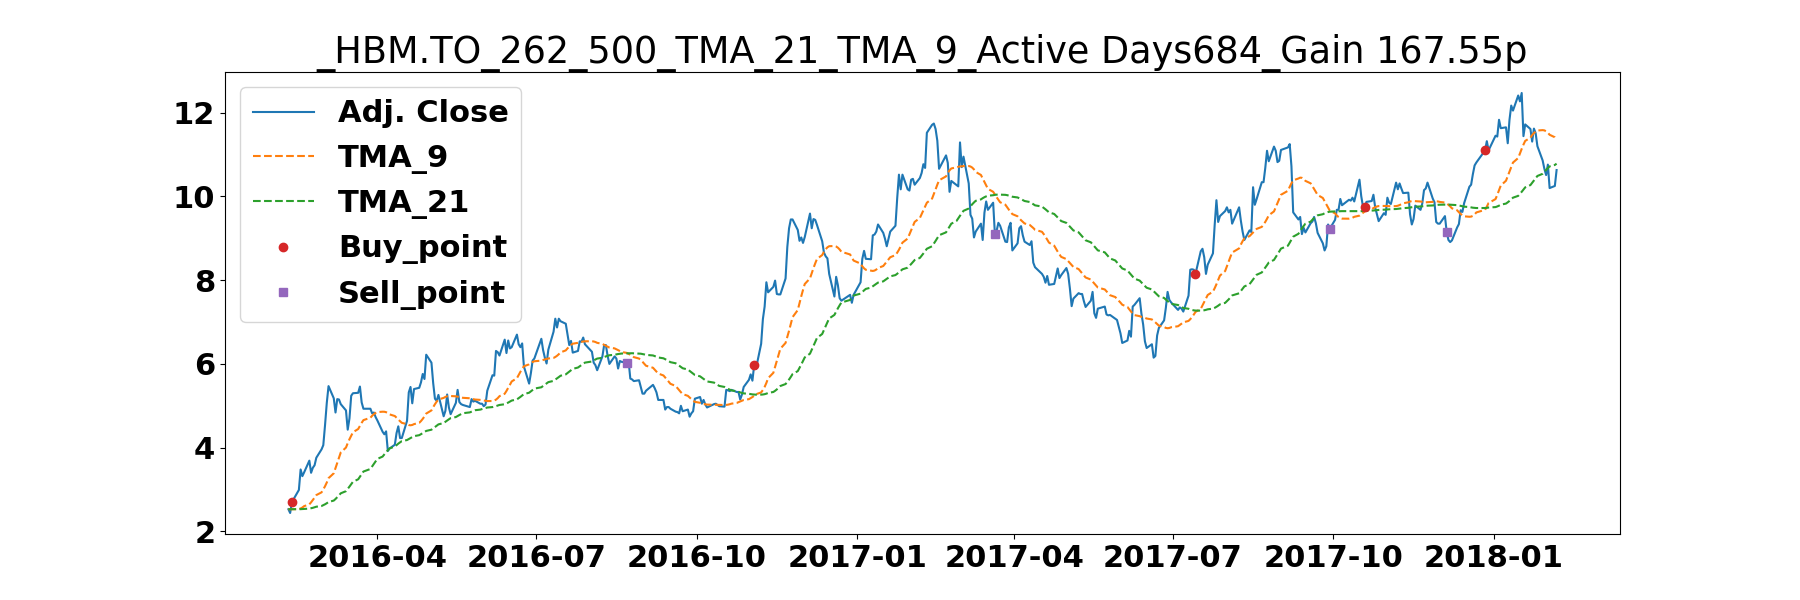 _HBM.TO_262_500_TMA_21_TMA_9_Active Days684_Gain 167.55p
Adj. Close
TMA_9
TMA_21
Buy_point
Sell_point
12
10
8
6
4
2
2016-04 2016-07 2016-10 2017-01 2017-04 2017-07 2017-10 2018-01